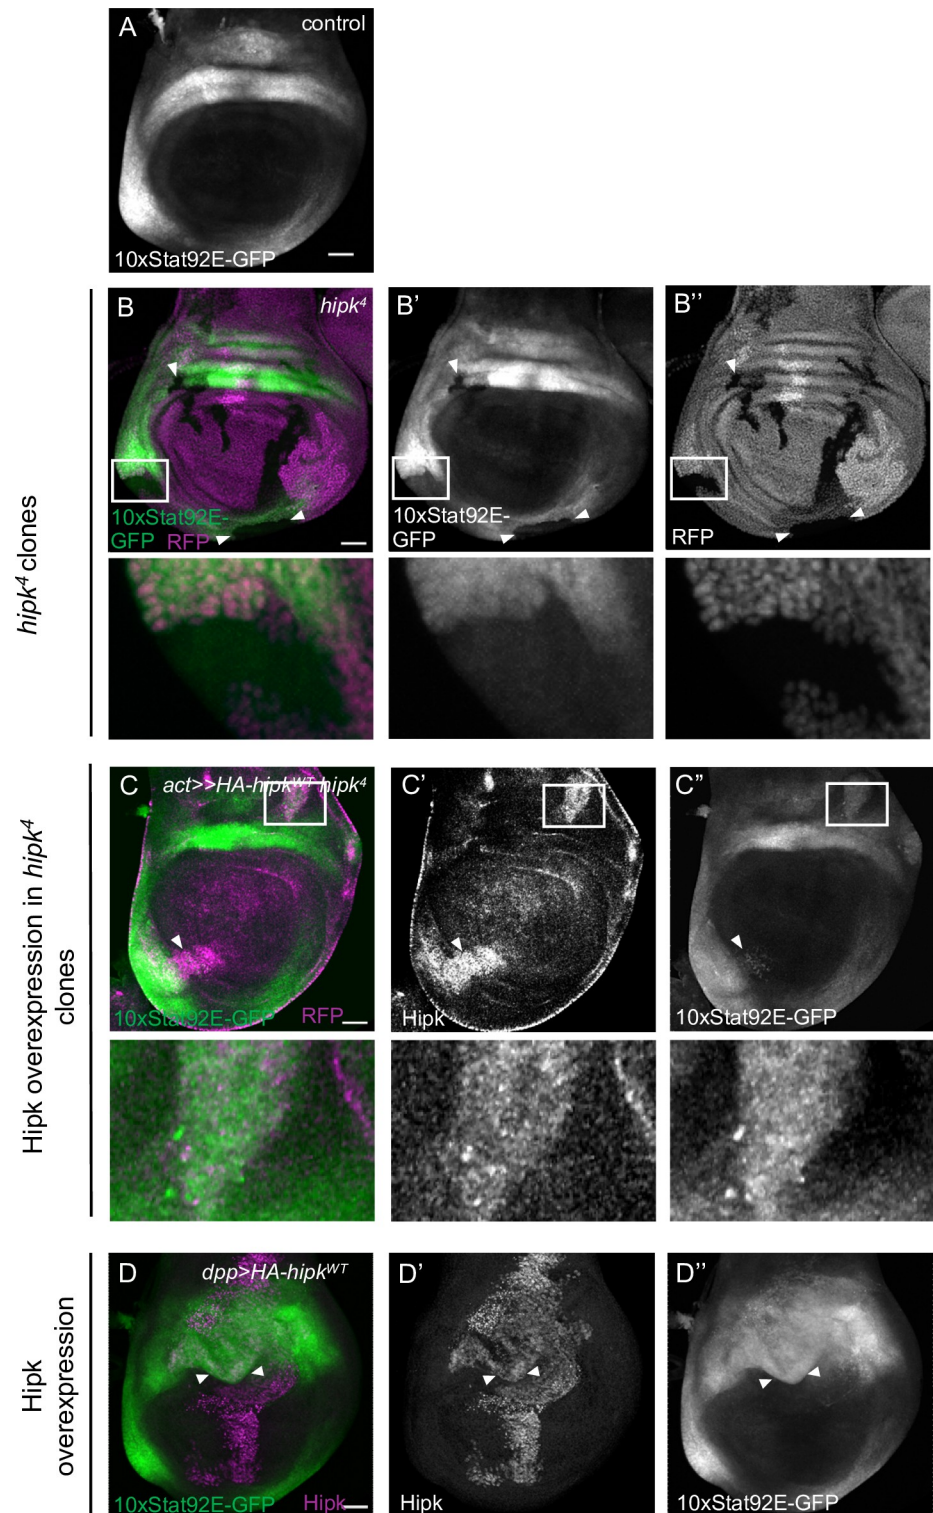 A
control
10xStat92E-GFP
hipk⁴ clones
B
hipk⁴
10xStat92E-
GFP RFP
B'
10xStat92E-
GFP
B''
RFP
Hipk overexpression in hipk⁴
clones
C
act>>HA-hipkᵂᵀ hipk⁴
10xStat92E-GFP
RFP
C'
Hipk
C''
10xStat92E-GFP
Hipk
overexpression
D
dpp>HA-hipkᵂᵀ
10xStat92E-GFP
Hipk
D'
Hipk
D''
10xStat92E-GFP